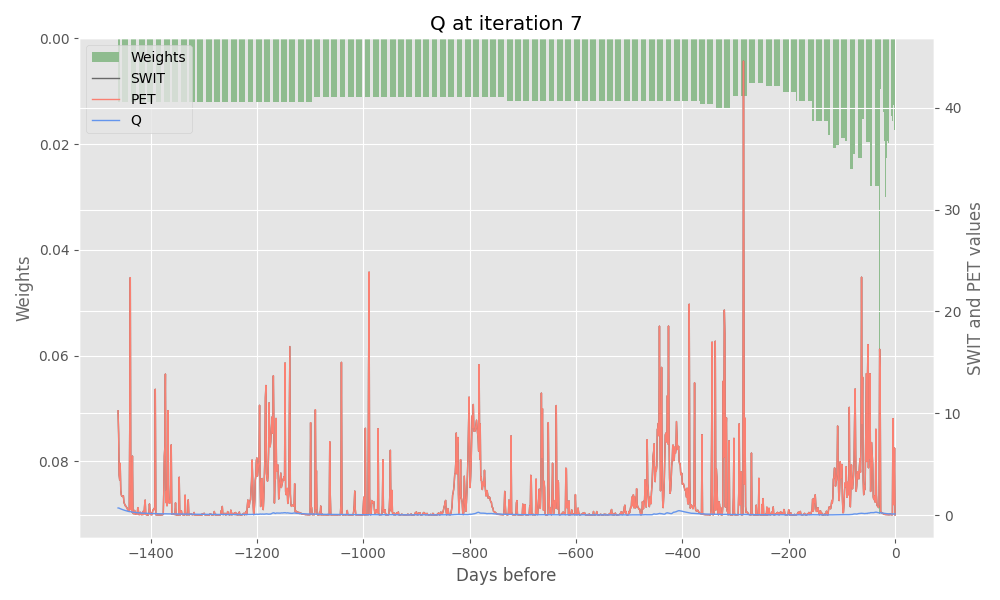 Q at iteration 7
Weights
SWIT
PET
Q
0.00
0.02
0.04
0.06
0.08
Weights
40
30
20
10
0
SWIT and PET values
−1400
−1200
−1000
−800
−600
−400
−200
0
Days before